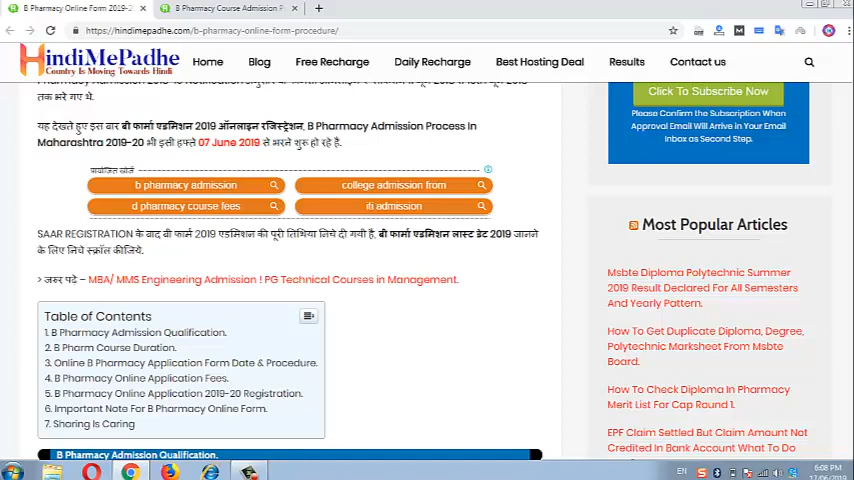 B Pharmacy Online Form 2019-2
B Pharmacy Course Admission P
https://hindimepadhe.com/b-pharmacy-online-form-procedure/
HindiMePadhe
Country Is Moving Towards Hindi
Home
Blog
Free Recharge
Daily Recharge
Best Hosting Deal
Results
Contact us
तक भरे गए थे.
यह देखते हुए इस बार बी फार्मा एडमिशन 2019 ऑनलाइन रजिस्ट्रेशन, B Pharmacy Admission Process In
Maharashtra 2019-20 भी इसी हफ्ते 07 June 2019 से भरने शुरू हो रहे है.
प्रायोजित खोजें
b pharmacy admission
college admission from
d pharmacy course fees
iti admission
SAAR REGISTRATION के बाद बी फार्म 2019 एडमिशन की पूरी तिथिया निचे दी गयी है, बी फार्मा एडमिशन लास्ट डेट 2019 जानने
के लिए निचे स्क्रॉल कीजिये.
> जरुर पढे – MBA/ MMS Engineering Admission ! PG Technical Courses in Management.
Table of Contents
1. B Pharmacy Admission Qualification.
2. B Pharm Course Duration.
3. Online B Pharmacy Application Form Date & Procedure.
4. B Pharmacy Online Application Fees.
5. B Pharmacy Online Application 2019-20 Registration.
6. Important Note For B Pharmacy Online Form.
7. Sharing Is Caring
B Pharmacy Admission Qualification.
Click To Subscribe Now
Please Confirm the Subscription When
Approval Email Will Arrive in Your Email
Inbox as Second Step.
Most Popular Articles
Msbte Diploma Polytechnic Summer
2019 Result Declared For All Semesters
And Yearly Pattern.
How To Get Duplicate Diploma, Degree,
Polytechnic Marksheet From Msbte
Board.
How To Check Diploma In Pharmacy
Merit List For Cap Round 1.
EPF Claim Settled But Claim Amount Not
Credited In Bank Account What To Do
EN
6:08 PM
17/06/2019